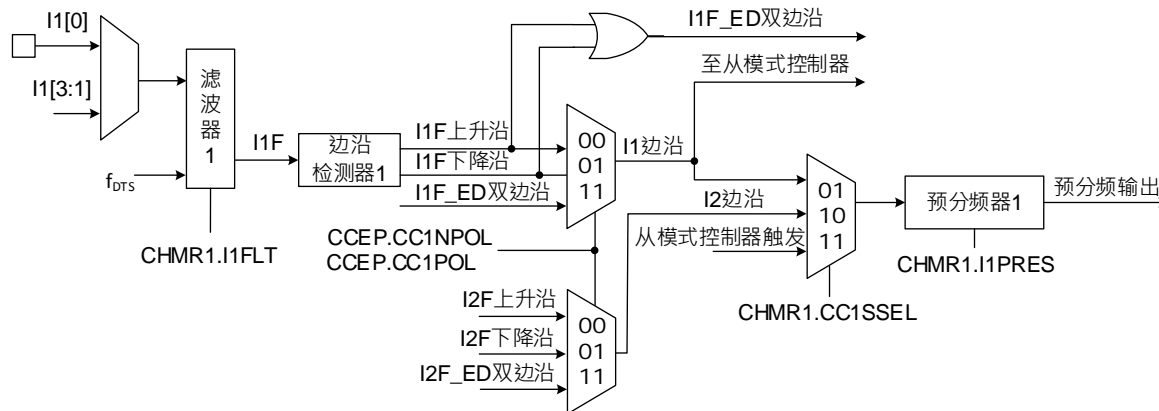 I1[0]
I1[3:1]
滤波器1
f_DTS
CHMR1.I1FLT
I1F
边沿
检测器1
I1F上升沿
I1F下降沿
I1F_ED双边沿
00
01
11
CCEP.CC1NPOL
CCEP.CC1POL
I2F上升沿
I2F下降沿
I2F_ED双边沿
00
01
11
I1F_ED双边沿
至从模式控制器
I1边沿
I2边沿
从模式控制器触发
01
10
11
CHMR1.CC1SSEL
预分频器1
CHMR1.I1PRES
预分频输出